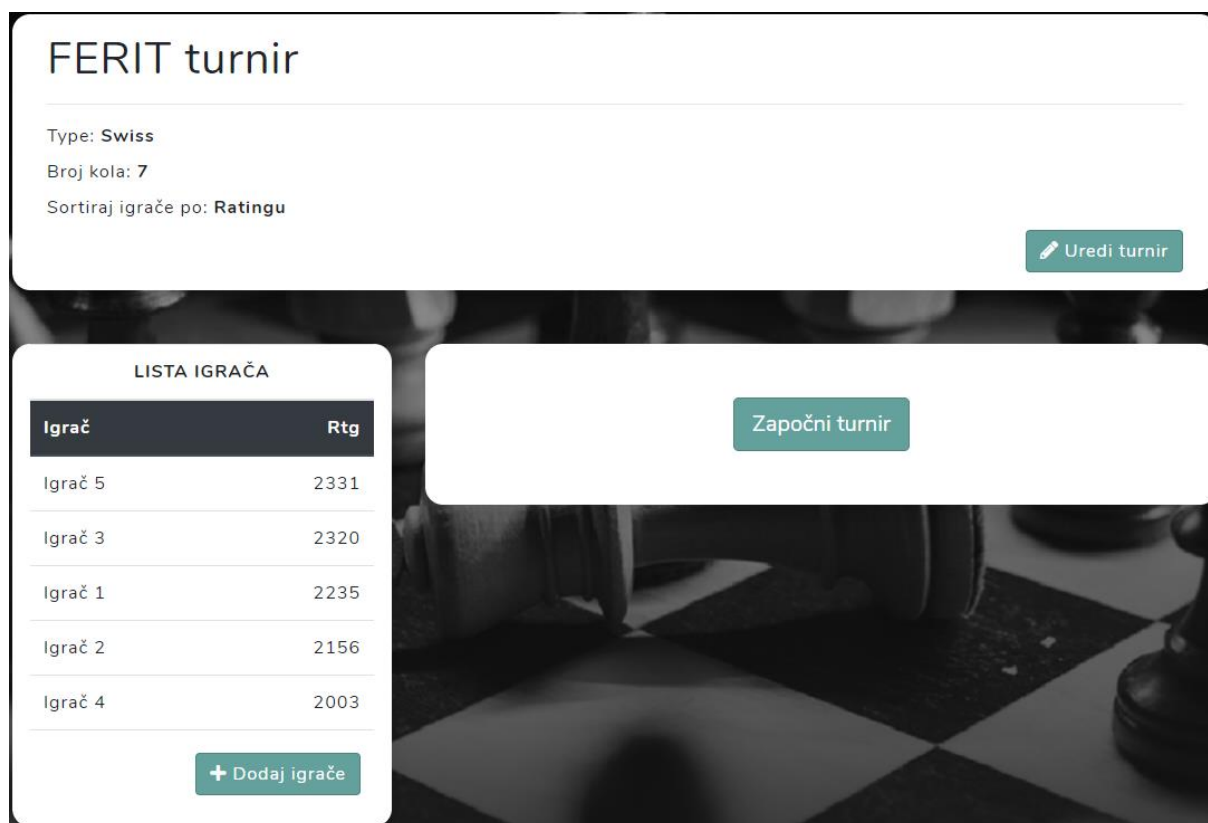 FERIT turnir
Type: Swiss
Broj kola: 7
Sortiraj igrače po: Ratingu
Uredi turnir
LISTA IGRAČA
Igrač Rtg
Igrač 5 2331
Igrač 3 2320
Igrač 1 2235
Igrač 2 2156
Igrač 4 2003
Dodaj igrače
Započni turnir